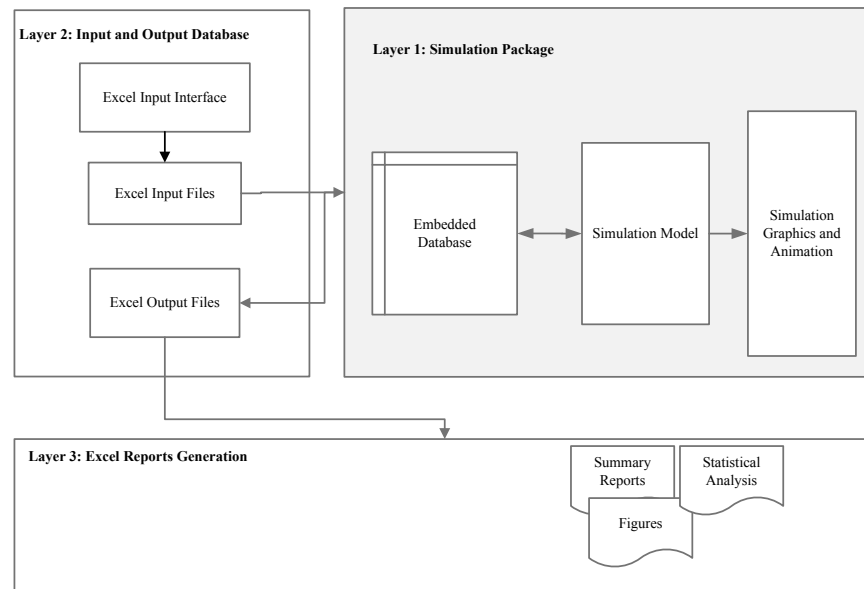 Layer 2: Input and Output Database
Excel Input Interface
Excel Input Files
Excel Output Files
Layer 1: Simulation Package
Embedded
Database
Simulation Model
Simulation
Graphics and
Animation
Layer 3: Excel Reports Generation
Summary
Reports
Statistical
Analysis
Figures